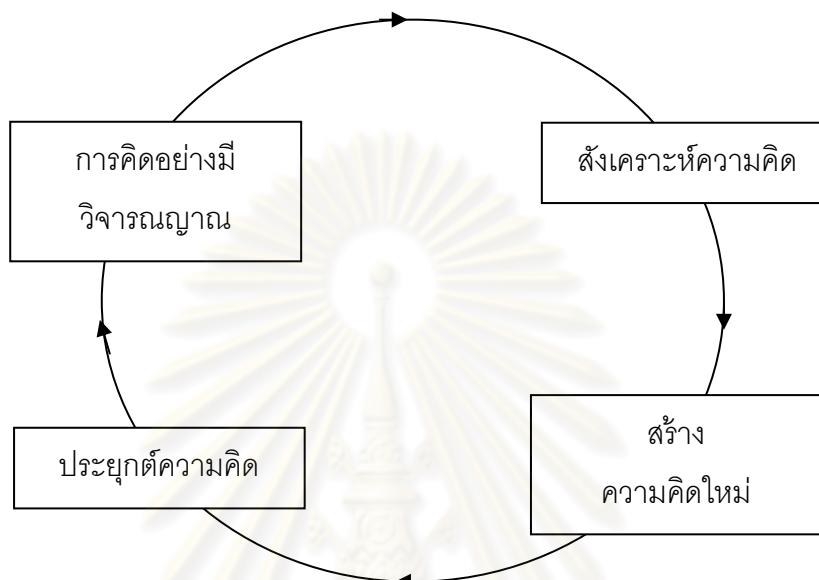 การคิดอย่างมี
วิจารณญาณ
สังเคราะห์ความคิด
สร้าง
ความคิดใหม่
ประยุกต์ความคิด